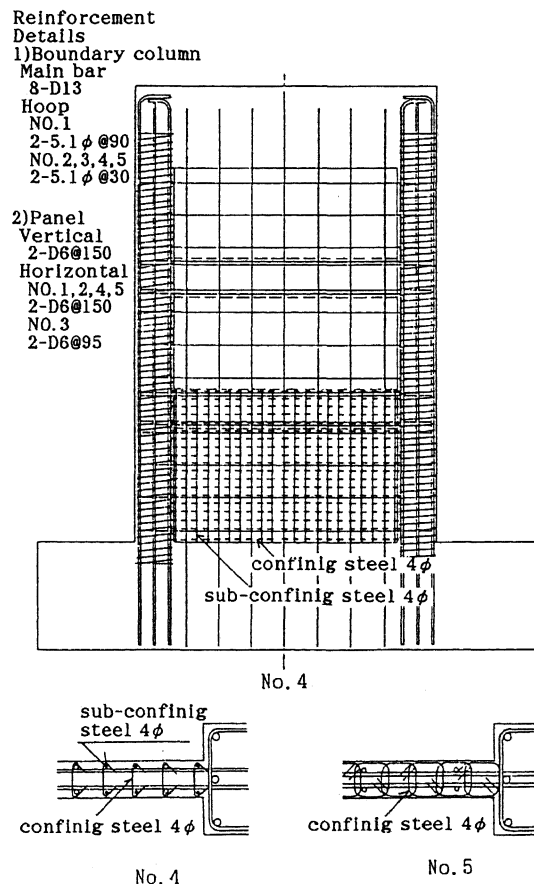 Reinforcement
Details
1)Boundary column
Main bar
8-D13
Hoop
NO.1
2-5.1φ@90
NO.2,3,4,5
2-5.1φ@30
2)Panel
Vertical
2-D6@150
Horizontal
NO.1,2,4,5
2-D6@150
NO.3
2-D6@95
confinig steel 4φ
sub-confinig steel 4φ
No.4
sub-confinig
steel 4φ
confinig steel 4φ
No.4
confinig steel 4φ
No.5